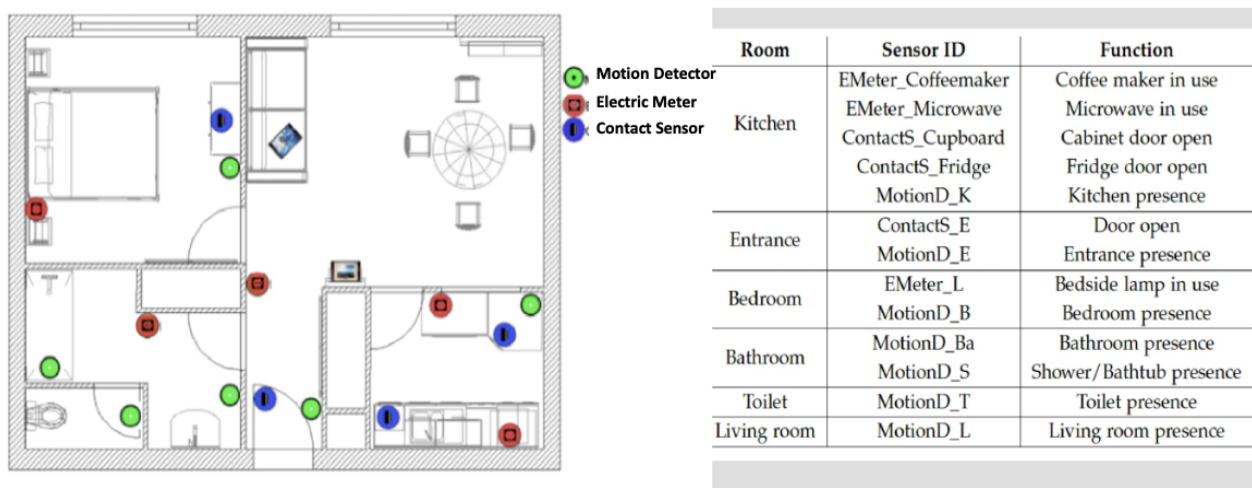 Motion Detector
Electric Meter
Contact Sensor
Room Sensor ID Function
Kitchen
EMeter_Coffeemaker Coffee maker in use
EMeter_Microwave Microwave in use
ContactS_Cupboard Cabinet door open
ContactS_Fridge Fridge door open
MotionD_K Kitchen presence
Entrance
ContactS_E Door open
MotionD_E Entrance presence
Bedroom
EMeter_L Bedside lamp in use
MotionD_B Bedroom presence
Bathroom
MotionD_Ba Bathroom presence
MotionD_S Shower/Bathtub presence
Toilet MotionD_T Toilet presence
Living room MotionD_L Living room presence